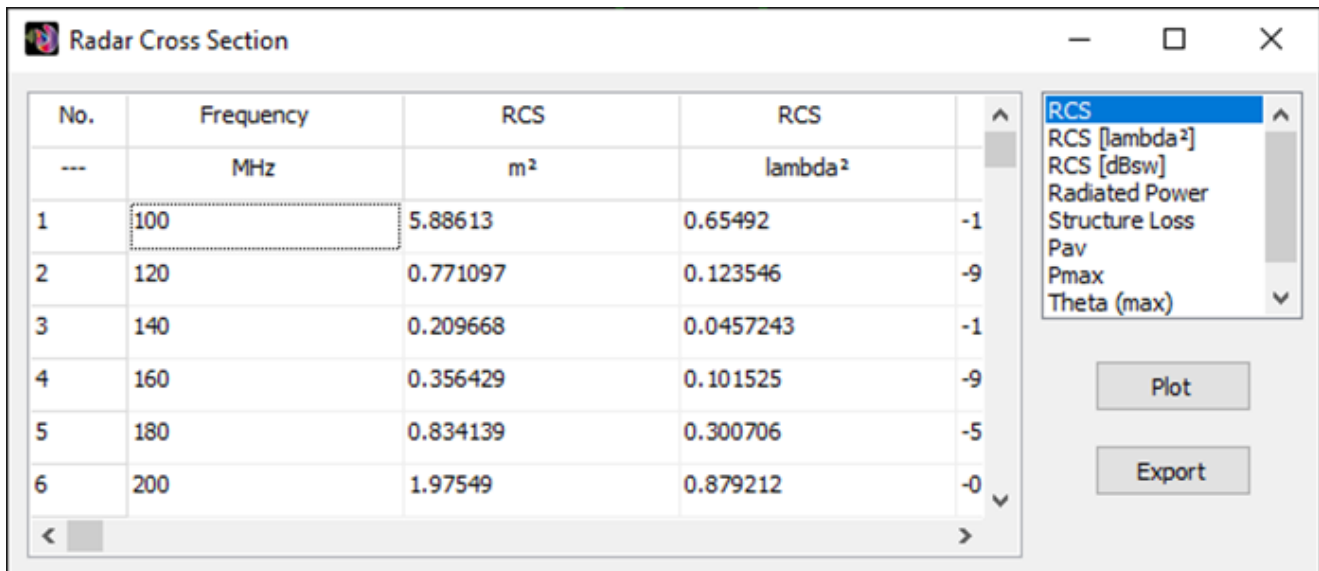 Radar Cross Section
No. Frequency RCS RCS
--- MHz m² lambda²
1 100 5.88613 0.65492 -1
2 120 0.771097 0.123546 -9
3 140 0.209668 0.0457243 -1
4 160 0.356429 0.101525 -9
5 180 0.834139 0.300706 -5
6 200 1.97549 0.879212 -0
RCS
RCS [lambda²]
RCS [dBsw]
Radiated Power
Structure Loss
Pav
Pmax
Theta (max)
Plot
Export